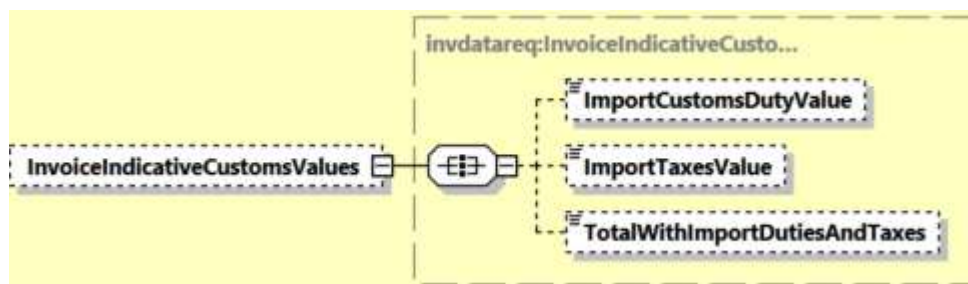 invdatareq:InvoiceIndicativeCusto...
ImportCustomsDutyValue
InvoiceIndicativeCustomsValues
ImportTaxesValue
TotalWithImportDutiesAndTaxes